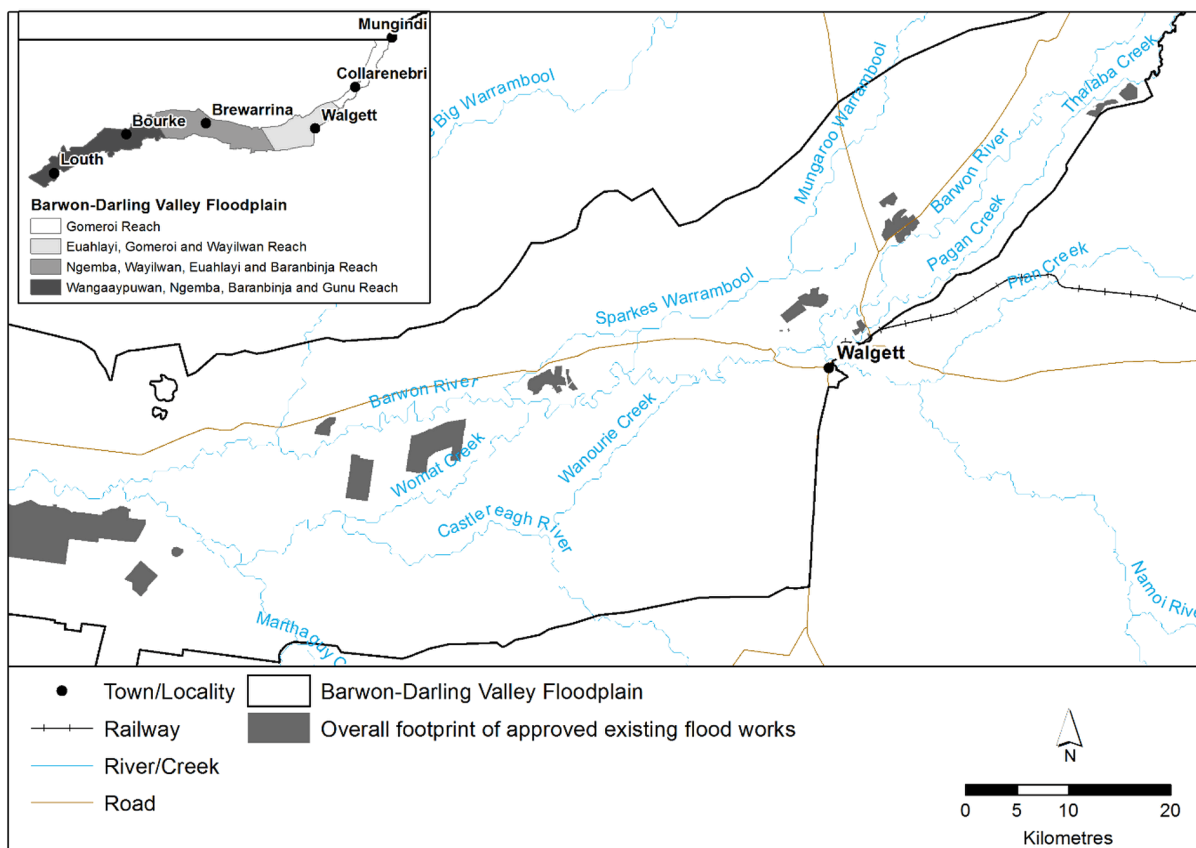 Mungindi
Collarenebri
Brewarrina
Walgett
Bourke
Louth
Barwon-Darling Valley Floodplain
Gomeroi Reach
Euahlayi, Gomeroi and Wayilwan Reach
Ngemba, Wayilwan, Euahlayi and Baranbinja Reach
Wangaaypuwan, Ngemba, Baranbinja and Gunu Reach
e Big Warrambool
Mungaroo Warrambool
Thalaba Creek
Barwon River
Pagan Creek
Pian Creek
Sparkes Warrambool
Walgett
Barwon River
Wanourie Creek
Womat Creek
Castlereagh River
Namoi Rive
Marthaguy C
Town/Locality
Barwon-Darling Valley Floodplain
Railway
Overall footprint of approved existing flood works
River/Creek
Road
N
0 5 10 20
Kilometres